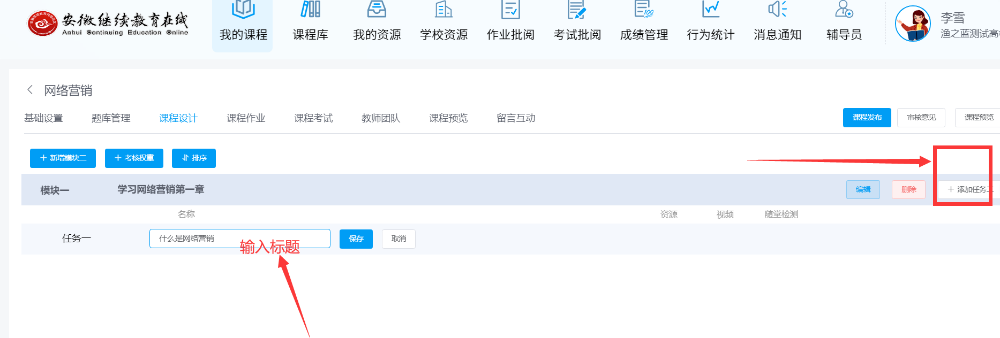 安徽继续教育在线
Anhui Continuing Education Online
我的课程 课程库 我的资源 学校资源 作业批阅 考试批阅 成绩管理 行为统计 消息通知 辅导员
李雪
渔之蓝测试高
网络营销
基础设置 题库管理 课程设计 课程作业 课程考试 教师团队 课程预览 留言互动 课程发布 审核意见 课程预览
+ 新增模块二 + 考核权重 排序
模块一 学习网络营销第一章 编辑 删除 + 添加任务二
名称 资源 视频 随堂检测
任务一 什么是网络营销 保存 取消
输入标题